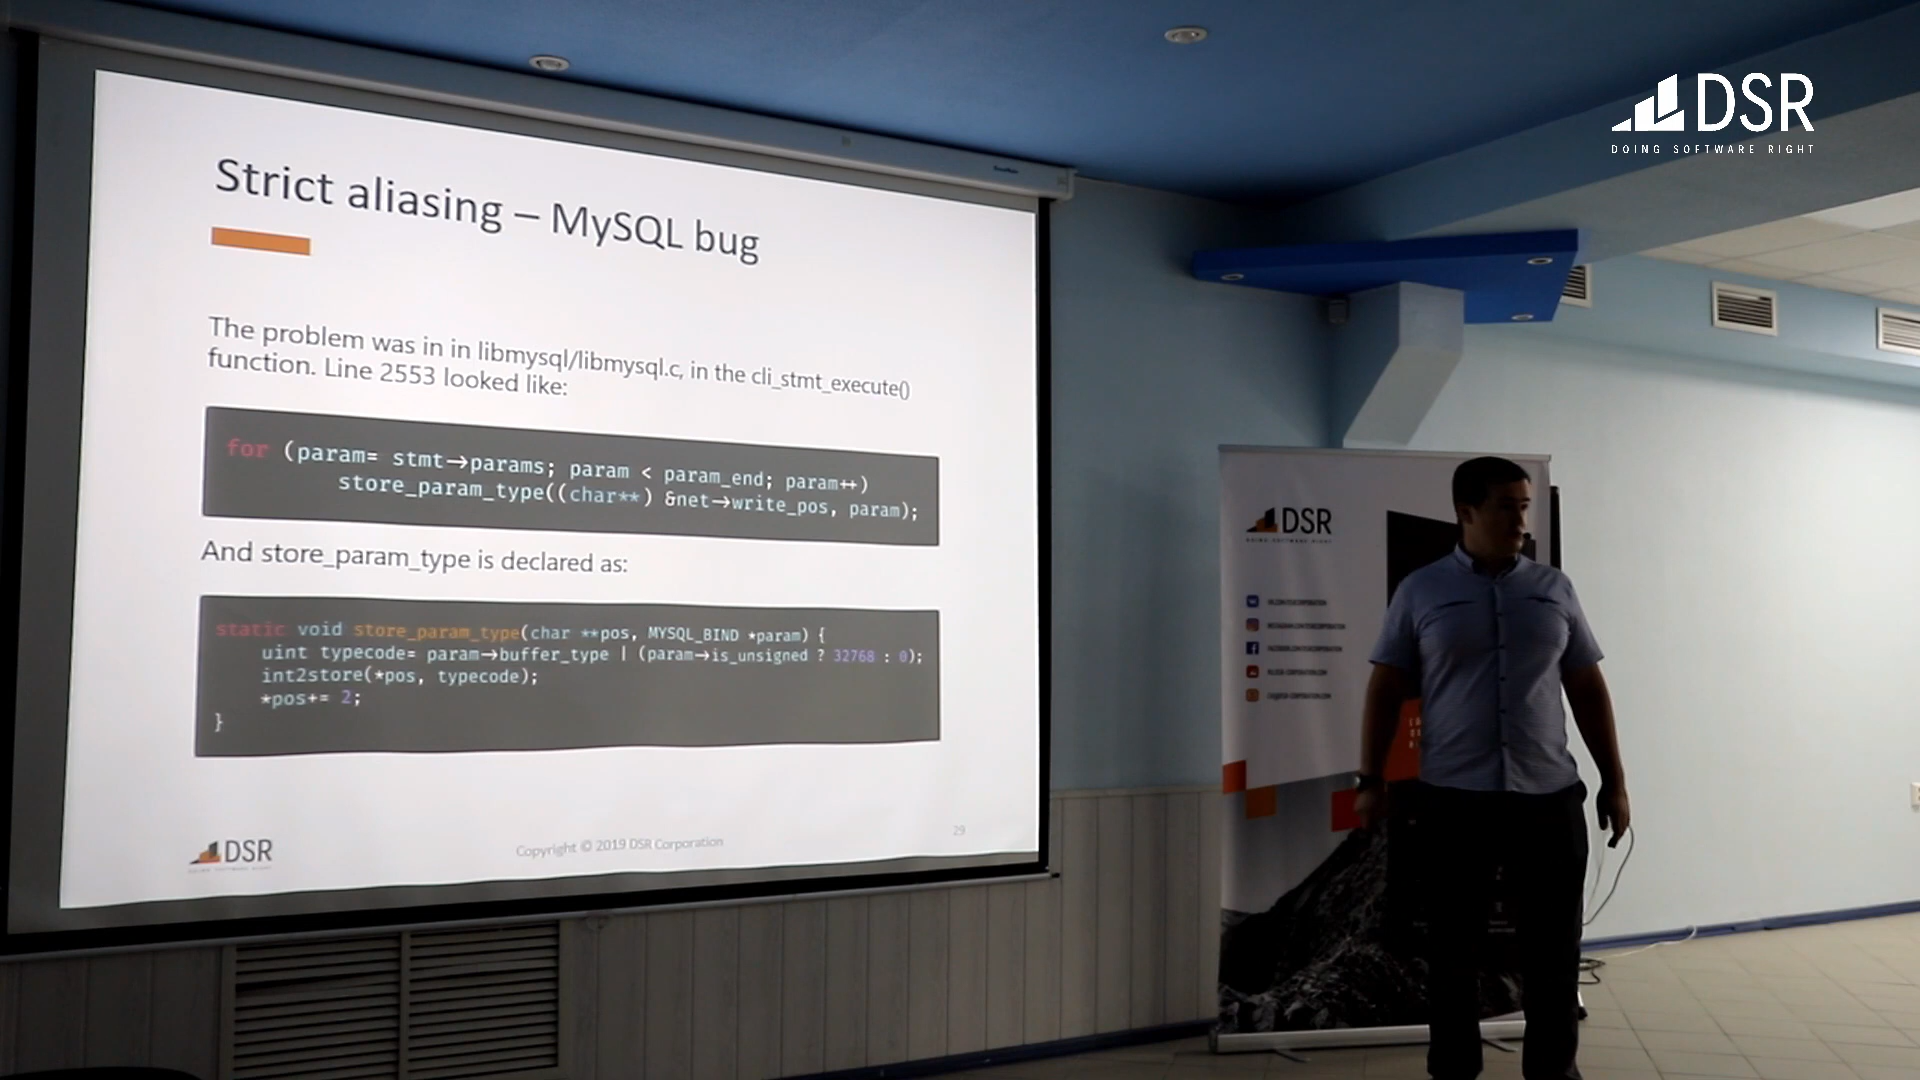 DSR
DOING SOFTWARE RIGHT
Strict aliasing – MySQL bug
The problem was in in libmysql/libmysql.c, in the cli_stmt_execute()
function. Line 2553 looked like:
for (param= stmt→params; param < param_end; param++)
store_param_type((char**) &net→write_pos, param);
And store_param_type is declared as:
static void store_param_type(char **pos, MYSQL_BIND *param) {
uint typecode= param→buffer_type | (param→is_unsigned ? 32768 : 0);
int2store(*pos, typecode);
*pos+= 2;
}
DSR
Copyright © 2019 DSR Corporation
29
DSR
DOING SOFTWARE RIGHT